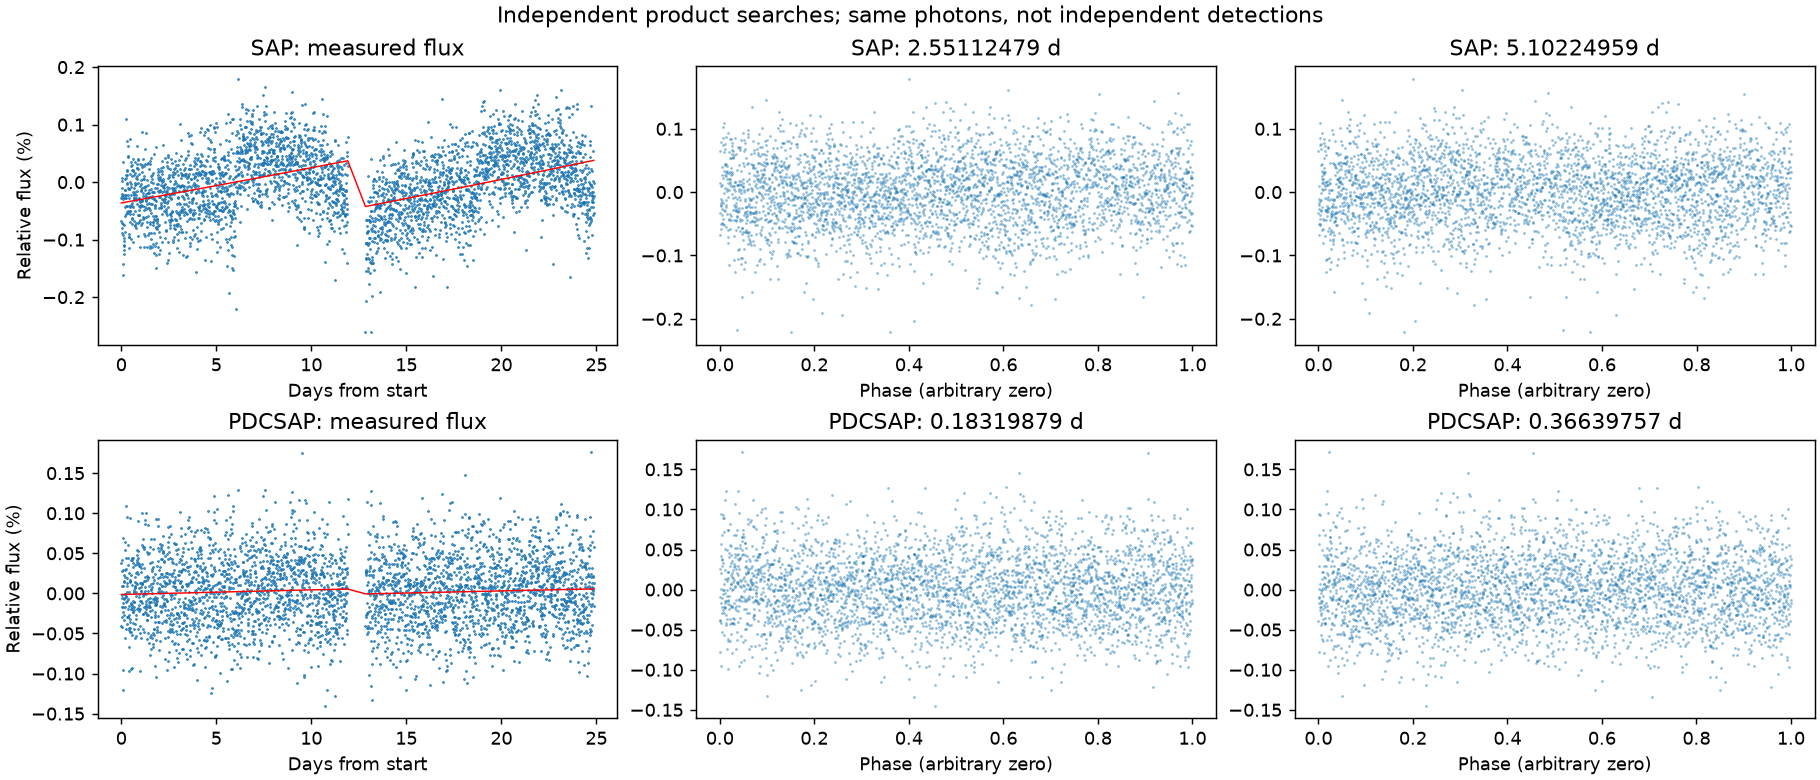 Independent product searches; same photons, not independent detections
SAP: measured flux
SAP: 2.55112479 d
SAP: 5.10224959 d
Relative flux (%)
0.2
0.1
0.0
−0.1
−0.2
0 5 10 15 20 25
Days from start
0.1
0.0
−0.1
−0.2
0.0 0.2 0.4 0.6 0.8 1.0
Phase (arbitrary zero)
0.1
0.0
−0.1
−0.2
0.0 0.2 0.4 0.6 0.8 1.0
Phase (arbitrary zero)
PDCSAP: measured flux
PDCSAP: 0.18319879 d
PDCSAP: 0.36639757 d
Relative flux (%)
0.15
0.10
0.05
0.00
−0.05
−0.10
−0.15
0 5 10 15 20 25
Days from start
0.15
0.10
0.05
0.00
−0.05
−0.10
−0.15
0.0 0.2 0.4 0.6 0.8 1.0
Phase (arbitrary zero)
0.15
0.10
0.05
0.00
−0.05
−0.10
−0.15
0.0 0.2 0.4 0.6 0.8 1.0
Phase (arbitrary zero)